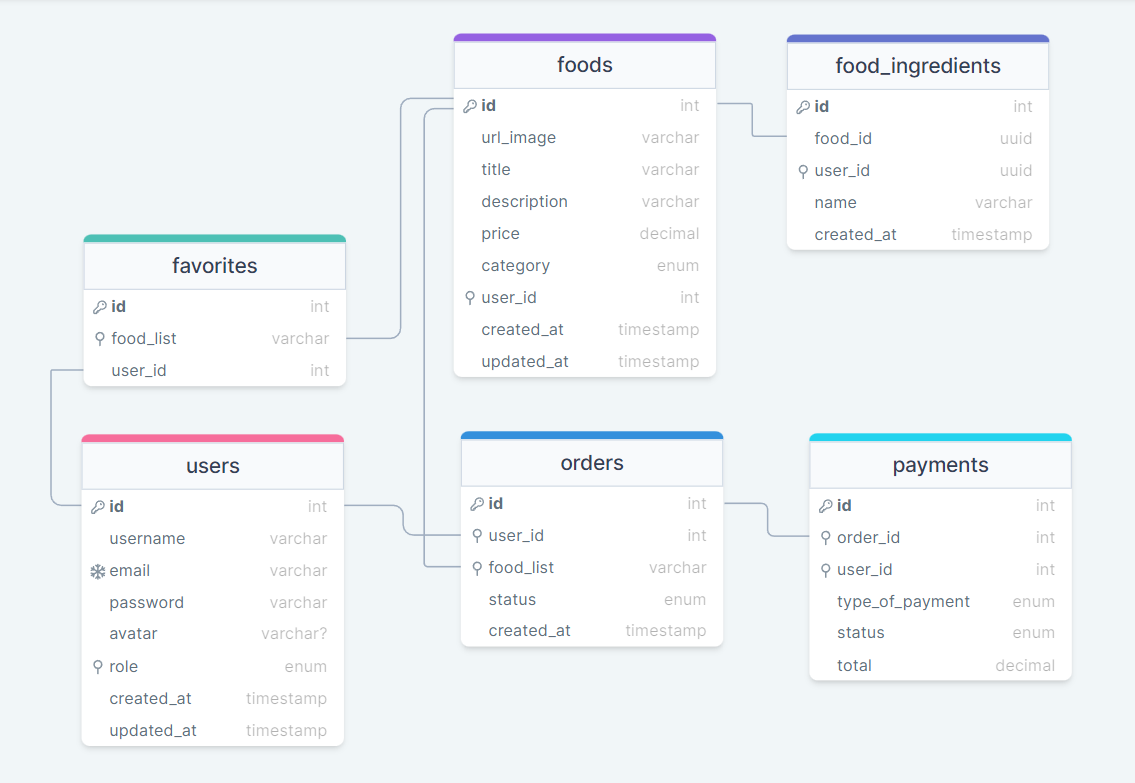 foods
id int
url_image varchar
title varchar
description varchar
price decimal
category enum
user_id int
created_at timestamp
updated_at timestamp
food_ingredients
id int
food_id uuid
user_id uuid
name varchar
created_at timestamp
favorites
id int
food_list varchar
user_id int
users
id int
username varchar
email varchar
password varchar
avatar varchar?
role enum
created_at timestamp
updated_at timestamp
orders
id int
user_id int
food_list varchar
status enum
created_at timestamp
payments
id int
order_id int
user_id int
type_of_payment enum
status enum
total decimal